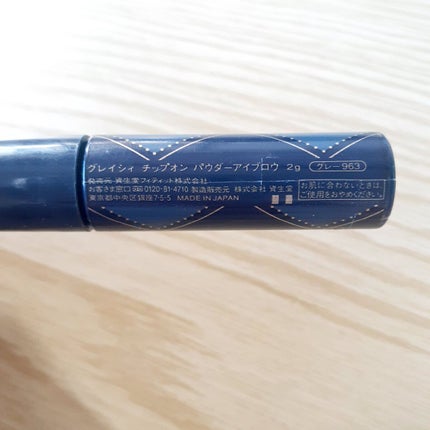 グレイシィ チップオン パウダーアイブロウ 2g グレー963
発売元 資生堂フィティット株式会社
お客さま窓口 0120-81-4710 製造販売元 株式会社 資生堂
東京都中央区銀座7-5-5 MADE IN JAPAN
お肌に合わないときは、
ご使用をおやめください。